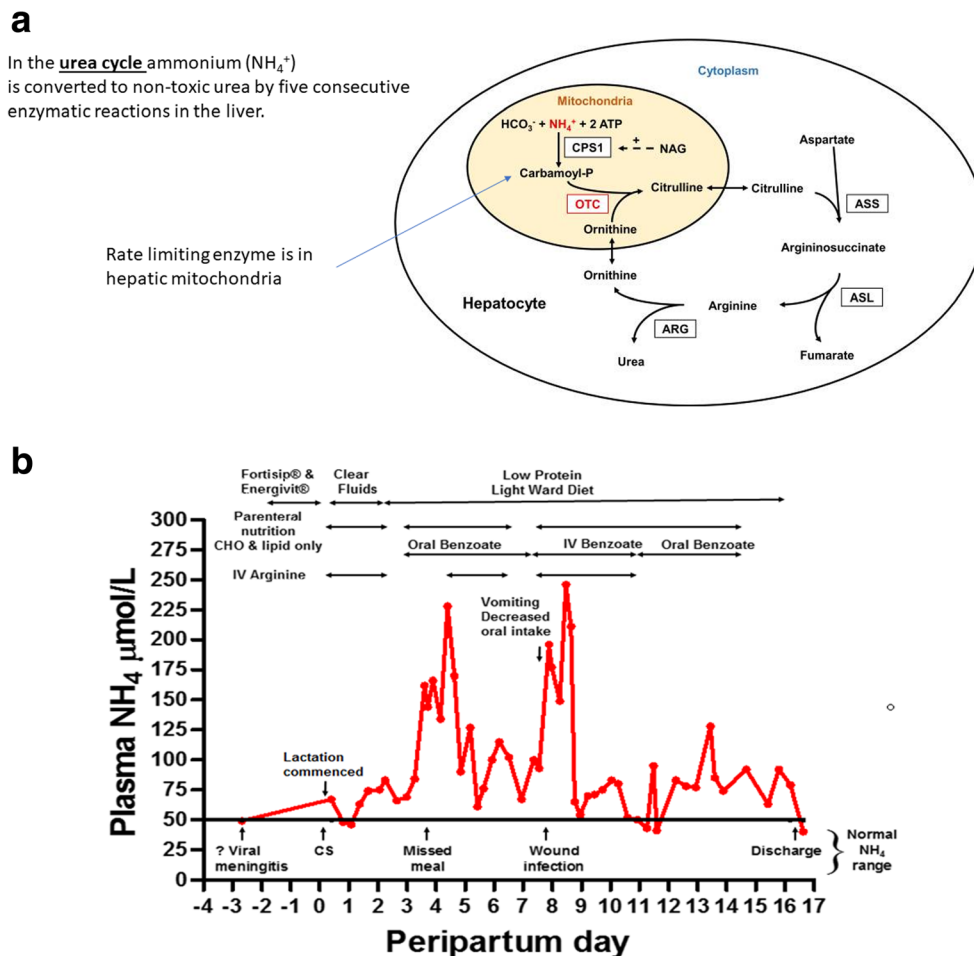 a
In the urea cycle ammonium (NH₄⁺)
is converted to non-toxic urea by five consecutive
enzymatic reactions in the liver.
Rate limiting enzyme is in
hepatic mitochondria
Cytoplasm
Mitochondria
HCO₃⁻ + NH₄⁺ + 2 ATP
CPS1
+
NAG
Carbamoyl-P
OTC
Citrulline
Citrulline
Aspartate
ASS
Ornithine
Argininosuccinate
Ornithine
Hepatocyte
Arginine
ASL
ARG
Urea
Fumarate
b
Fortisip® &
Energivit®
Clear
Fluids
Low Protein
Light Ward Diet
Parenteral
nutrition
CHO & lipid only
Oral Benzoate
IV Benzoate
Oral Benzoate
IV Arginine
Vomiting
Decreased
oral intake
Lactation
commenced
? Viral
meningitis
CS
Missed
meal
Wound
infection
Discharge
Normal
NH₄
range
Plasma NH₄ μmol/L
300
275
250
225
200
175
150
125
100
75
50
25
0
-4 -3 -2 -1 0 1 2 3 4 5 6 7 8 9 10 11 12 13 14 15 16 17
Peripartum day